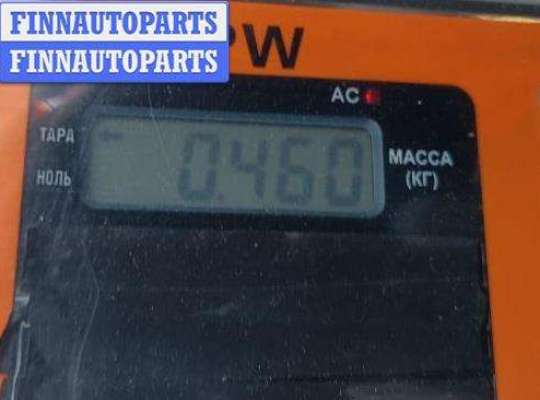 FINNAUTOPARTS
FINNAUTOPARTS
PW
AC
ТАРА
0.460
МАССА
НОЛЬ
(КГ)